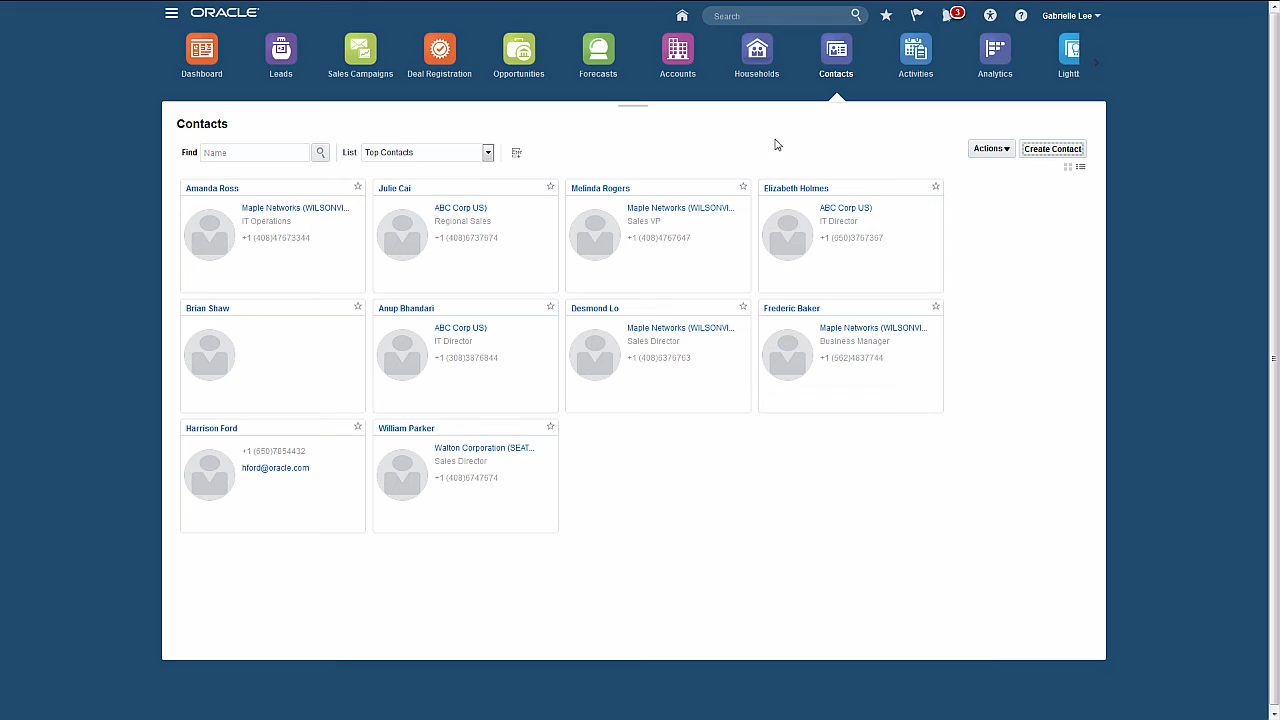 ORACLE
Search
3
Gabrielle Lee
Dashboard
Leads
Sales Campaigns
Deal Registration
Opportunities
Forecasts
Accounts
Households
Contacts
Activities
Analytics
Lightb
Contacts
Find Name
List Top Contacts
Actions
Create Contact
Amanda Ross
Maple Networks (WILSONVI...
IT Operations
+1 (408)47673344
Julie Cai
ABC Corp US)
Regional Sales
+1 (408)6737674
Melinda Rogers
Maple Networks (WILSONVI...
Sales VP
+1 (408)4767647
Elizabeth Holmes
ABC Corp US)
IT Director
+1 (650)3767367
Brian Shaw
Anup Bhandari
ABC Corp US)
IT Director
+1 (308)3876844
Desmond Lo
Maple Networks (WILSONVI...
Sales Director
+1 (408)6376763
Frederic Baker
Maple Networks (WILSONVI...
Business Manager
+1 (562)4837744
Harrison Ford
+1 (650)7854432
hford@oracle.com
William Parker
Walton Corporation (SEAT...
Sales Director
+1 (408)6747674